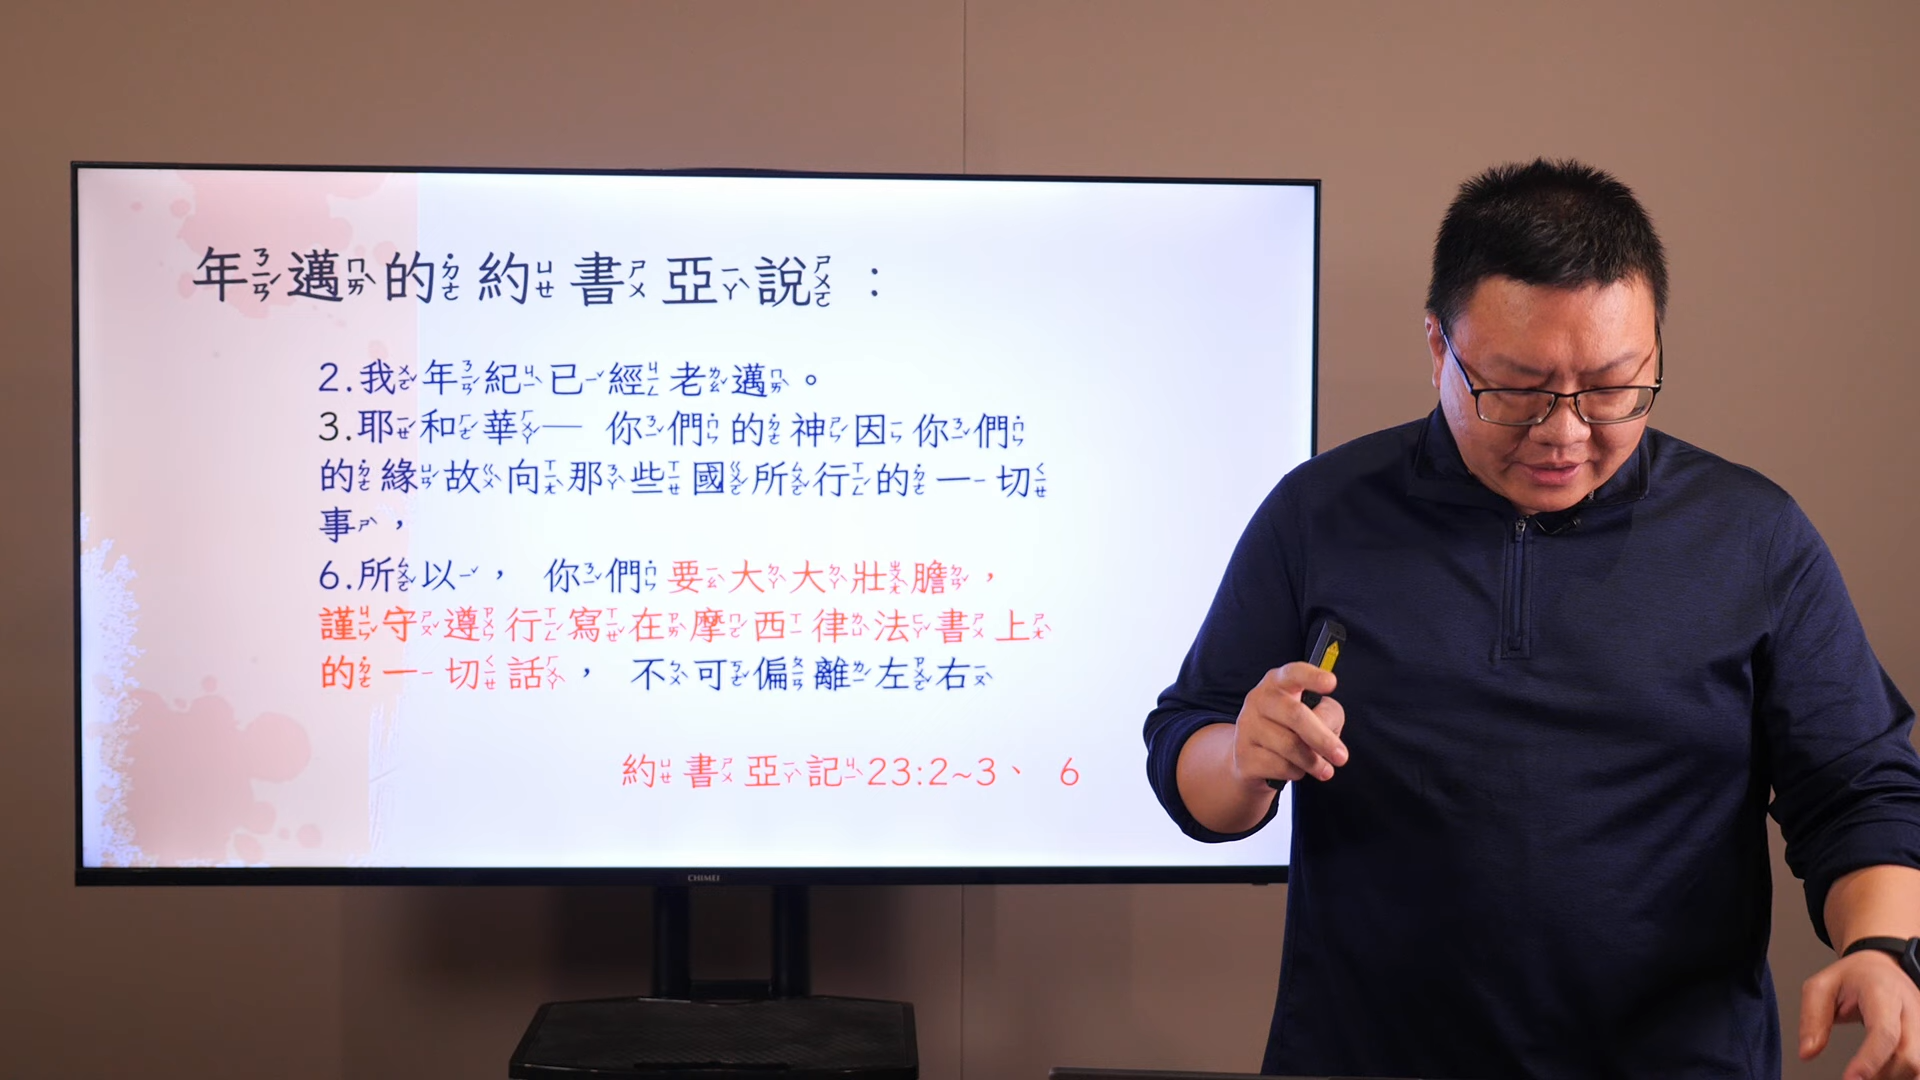 年邁的約書亞說：
2.我年紀已經老邁。
3.耶和華— 你們的神因你們
的緣故向那些國所行的一切
事，
6.所以， 你們要大大壯膽，
謹守遵行寫在摩西律法書上
的一切話， 不可偏離左右
約書亞記23:2~3、 6
CHIMEI